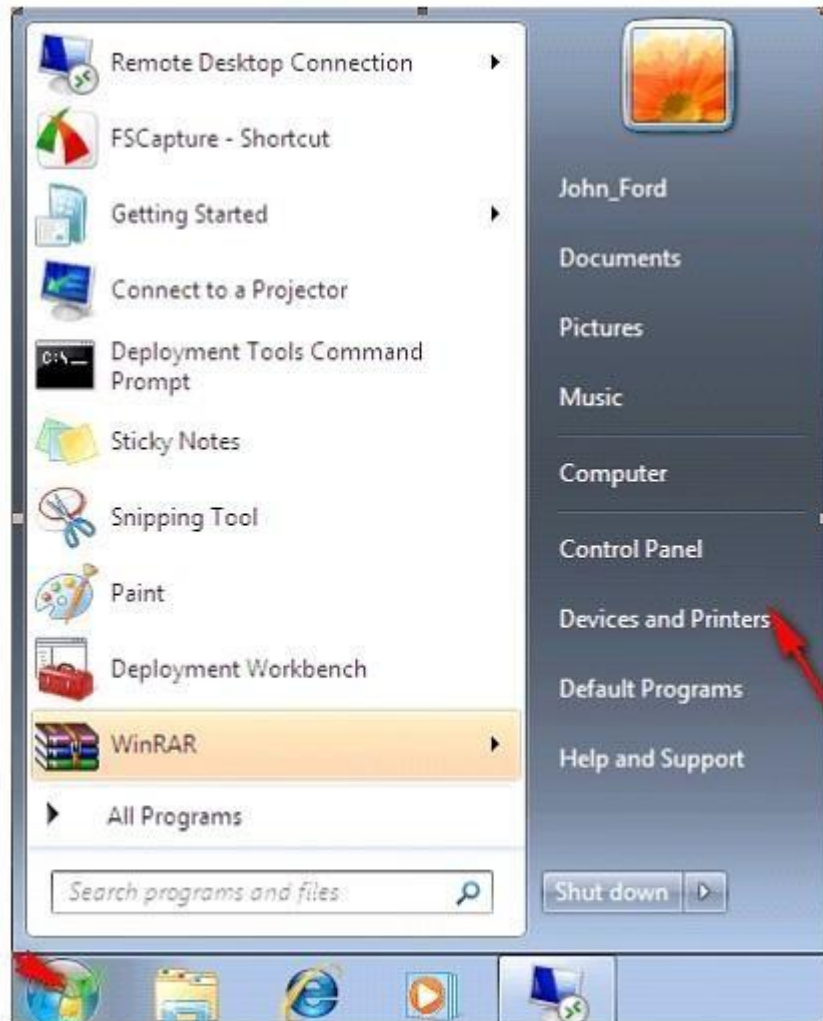 Remote Desktop Connection
FSCapture - Shortcut
Getting Started
Connect to a Projector
C:\_
Deployment Tools Command
Prompt
Sticky Notes
Snipping Tool
Paint
Deployment Workbench
WinRAR
All Programs
Search programs and files
John_Ford
Documents
Pictures
Music
Computer
Control Panel
Devices and Printers
Default Programs
Help and Support
Shut down